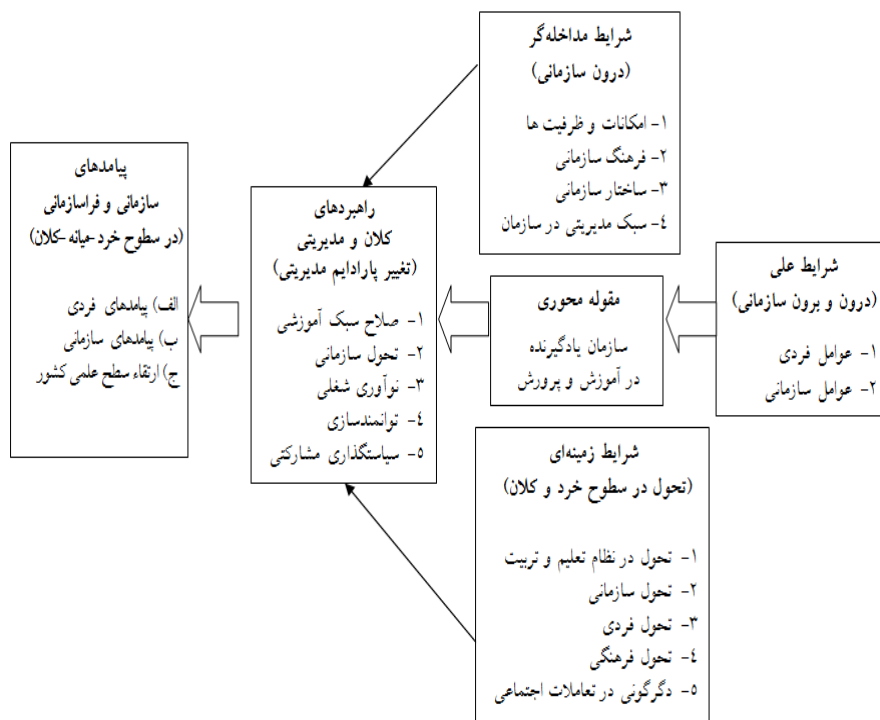 شرایط مداخله‌گر
(درون سازمانی)
۱- امکانات و ظرفیت ها
۲- فرهنگ سازمانی
۳- ساختار سازمانی
٤- سبک مدیریتی در سازمان
شرایط علی
(درون و برون سازمانی)
۱- عوامل فردی
۲- عوامل سازمانی
مقوله محوری
سازمان یادگیرنده
در آموزش و پرورش
راهبردهای
کلان و مدیریتی
(تغییر پارادایم مدیریتی)
۱- صلاح سبک آموزشی
۲- تحول سازمانی
۳- نوآوری شغلی
٤- توانمندسازی
٥- سیاستگذاری مشارکتی
شرایط زمینه‌ای
(تحول در سطوح خرد و کلان)
۱- تحول در نظام تعلیم و تربیت
۲- تحول سازمانی
۳- تحول فردی
٤- تحول فرهنگی
٥- دگرگونی در تعاملات اجتماعی
پیامدهای
سازمانی و فراسازمانی
(در سطوح خرد-میانه-کلان)
الف) پیامدهای فردی
ب) پیامدهای سازمانی
ج) ارتقاء سطح علمی کشور